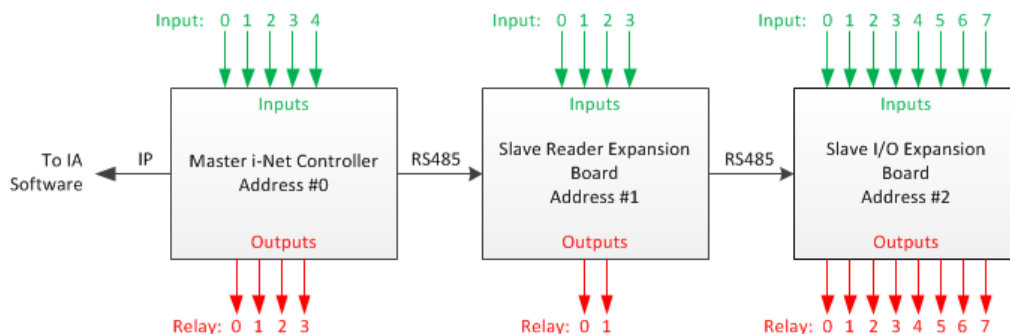 Input: 0 1 2 3 4
Input: 0 1 2 3
Input: 0 1 2 3 4 5 6 7
Inputs
Inputs
Inputs
To IA
Software
IP
Master i-Net Controller
Address #0
RS485
Slave Reader Expansion
Board
Address #1
RS485
Slave I/O Expansion
Board
Address #2
Outputs
Outputs
Outputs
Relay: 0 1 2 3
Relay: 0 1
Relay: 0 1 2 3 4 5 6 7